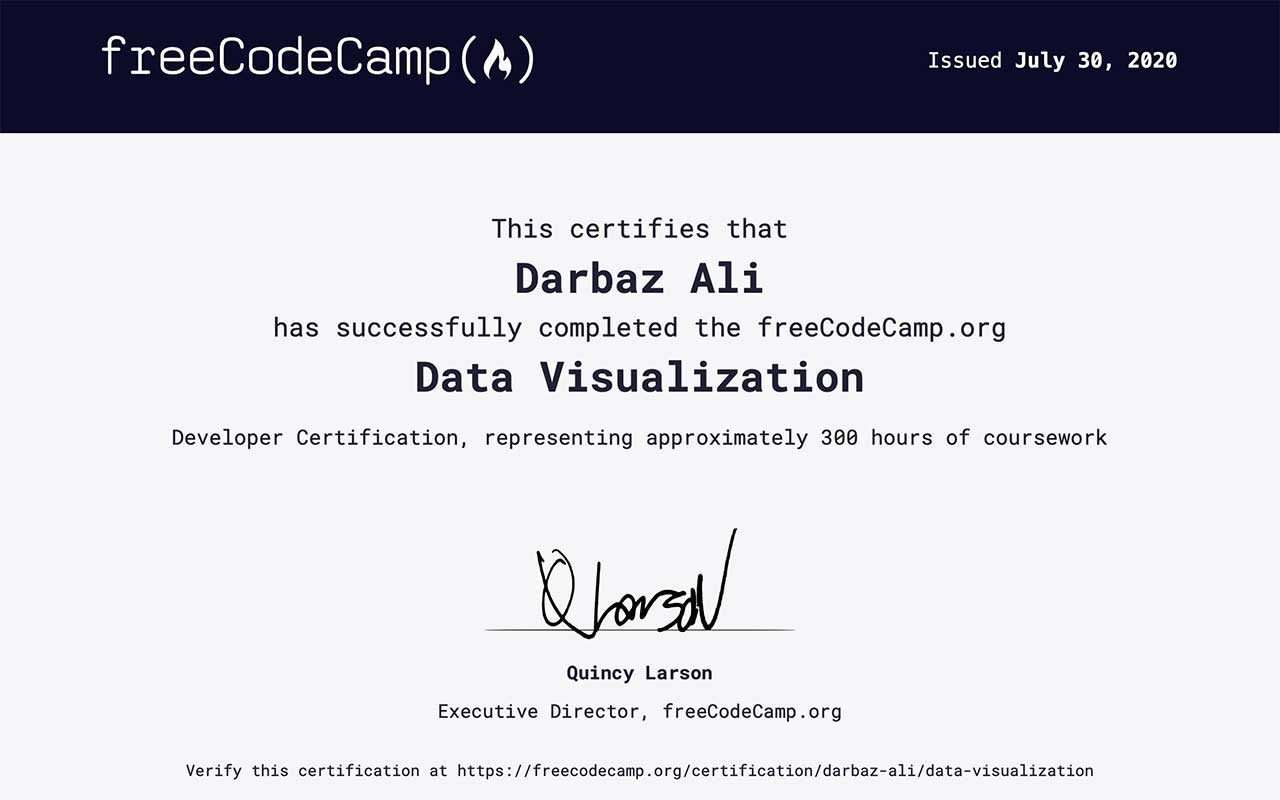 freeCodeCamp(🔥)
Issued July 30, 2020
This certifies that
Darbaz Ali
has successfully completed the freeCodeCamp.org
Data Visualization
Developer Certification, representing approximately 300 hours of coursework
Q Larson
Quincy Larson
Executive Director, freeCodeCamp.org
Verify this certification at https://freecodecamp.org/certification/darbaz-ali/data-visualization